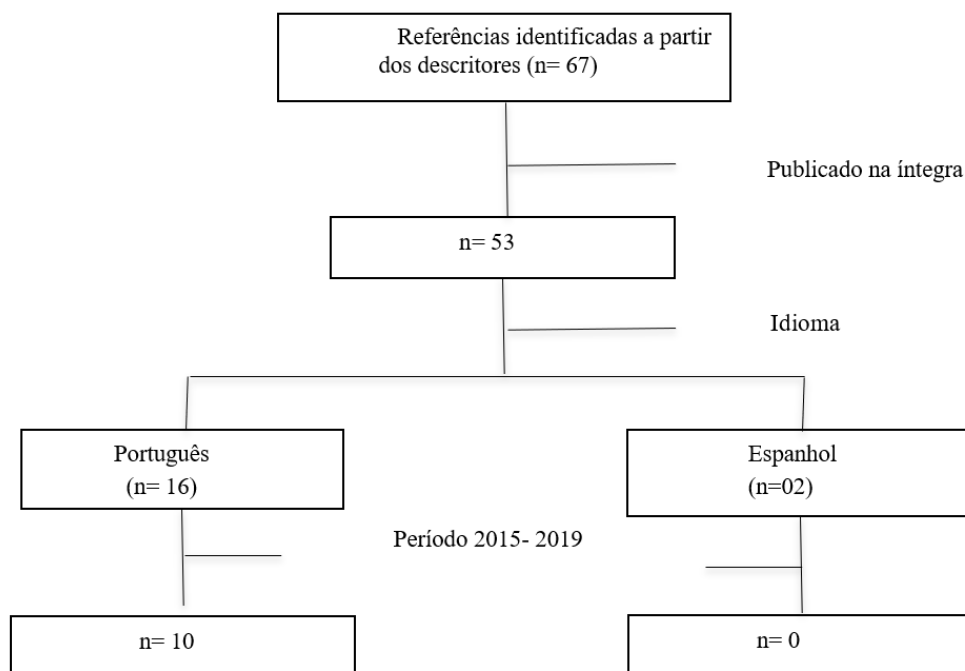 Referências identificadas a partir
dos descritores (n= 67)
Publicado na íntegra
n= 53
Idioma
Português
(n= 16)
Espanhol
(n=02)
Período 2015- 2019
n= 10
n= 0